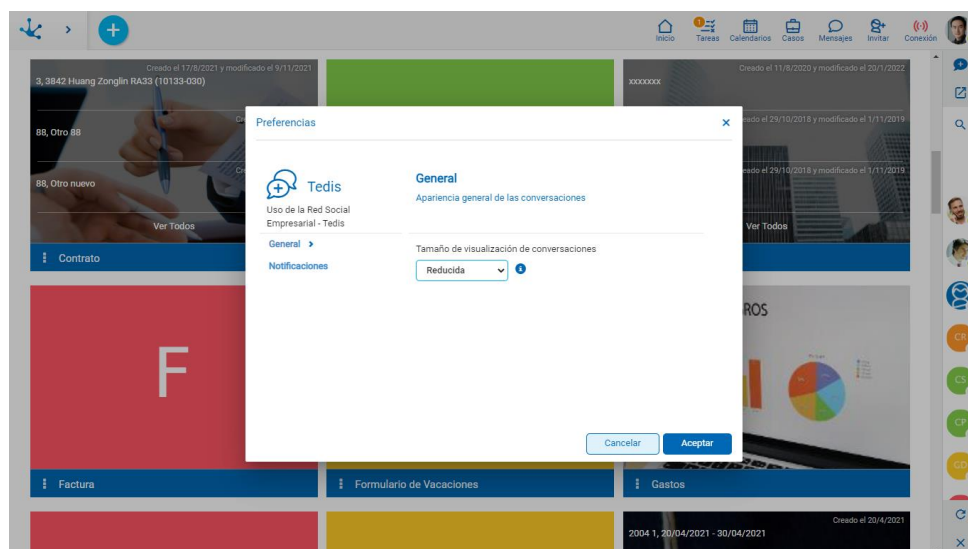 Inicio
1
Tareas
Calendarios
Casos
Mensajes
Invitar
Conexión
Creado el 17/8/2021 y modificado el 9/11/2021
3, 3842 Huang Zonglin RA33 (10133-030)
88, Otro 88
88, Otro nuevo
Ver Todos
Contrato
Creado el 11/8/2020 y modificado el 20/1/2022
xxxxxxx
eado el 29/10/2018 y modificado el 1/11/2019
eado el 29/10/2018 y modificado el 1/11/2019
Ver Todos
Preferencias
Tedis
Uso de la Red Social
Empresarial - Tedis
General
Notificaciones
General
Apariencia general de las conversaciones
Tamaño de visualización de conversaciones
Reducida
Cancelar
Aceptar
F
Factura
Formulario de Vacaciones
ROS
Gastos
CR
CS
CP
GD
Creado el 20/4/2021
2004 1, 20/04/2021 - 30/04/2021